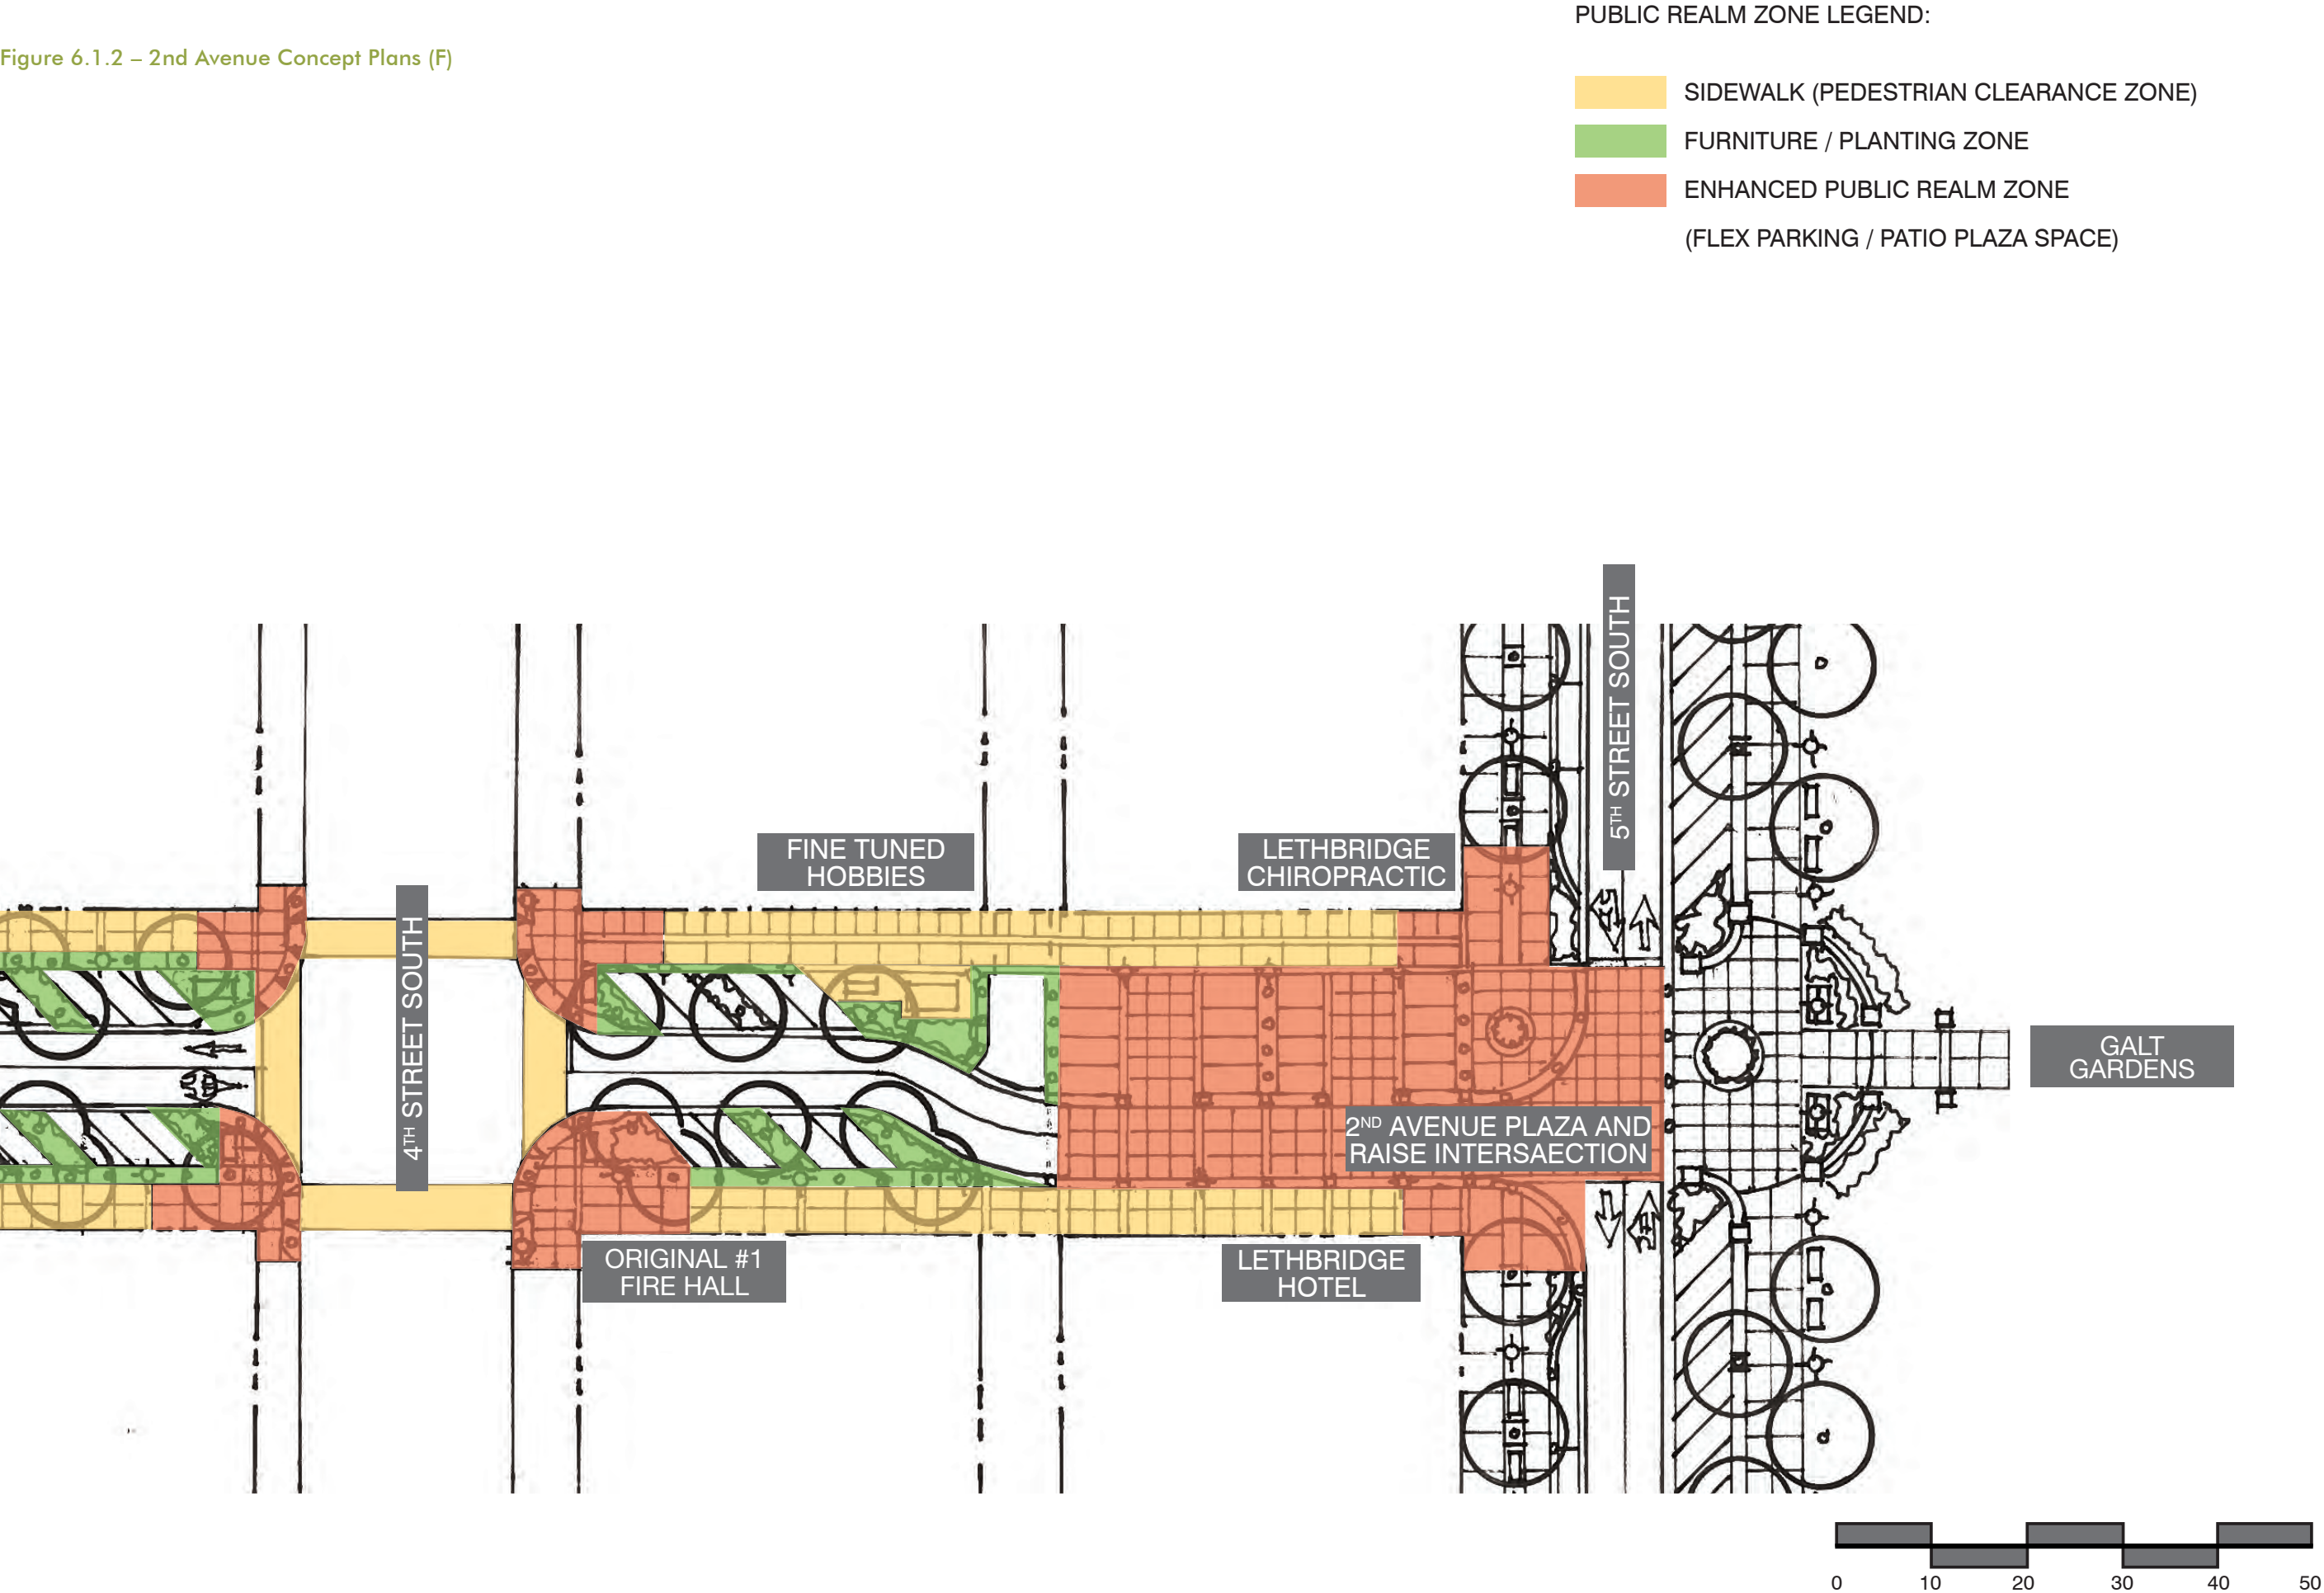 PUBLIC REALM ZONE LEGEND:
Figure 6.1.2 – 2nd Avenue Concept Plans (F)
SIDEWALK (PEDESTRIAN CLEARANCE ZONE)
FURNITURE / PLANTING ZONE
ENHANCED PUBLIC REALM ZONE
(FLEX PARKING / PATIO PLAZA SPACE)
5TH STREET SOUTH
FINE TUNED
HOBBIES
LETHBRIDGE
CHIROPRACTIC
4TH STREET SOUTH
GALT
GARDENS
2ND AVENUE PLAZA AND
RAISE INTERSAECTION
ORIGINAL #1
FIRE HALL
LETHBRIDGE
HOTEL
0 10 20 30 40 50